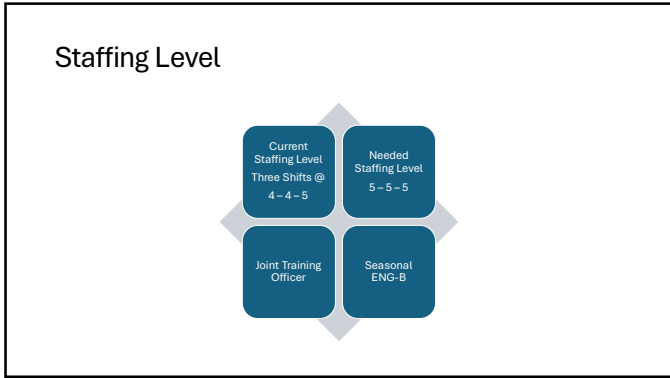 Staffing Level
Current
Staffing Level
Three Shifts @
4 – 4 – 5
Needed
Staffing Level
5 – 5 – 5
Joint Training
Officer
Seasonal
ENG-B